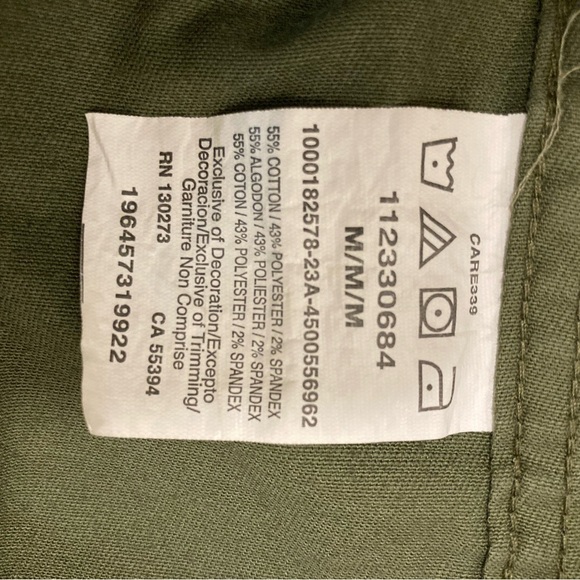 CARE339
112330684
M/M/M
1000182578-23A-4500556962
55% COTTON / 43% POLYESTER / 2% SPANDEX
55% ALGODON / 43% POLIESTER / 2% SPANDEX
55% COTON / 43% POLYESTER / 2% SPANDEX
Exclusive of Decoration/Excepto
Decoracion/Exclusive of Trimming/
Garniture Non Comprise
RN 130273 CA 55394
196457319922